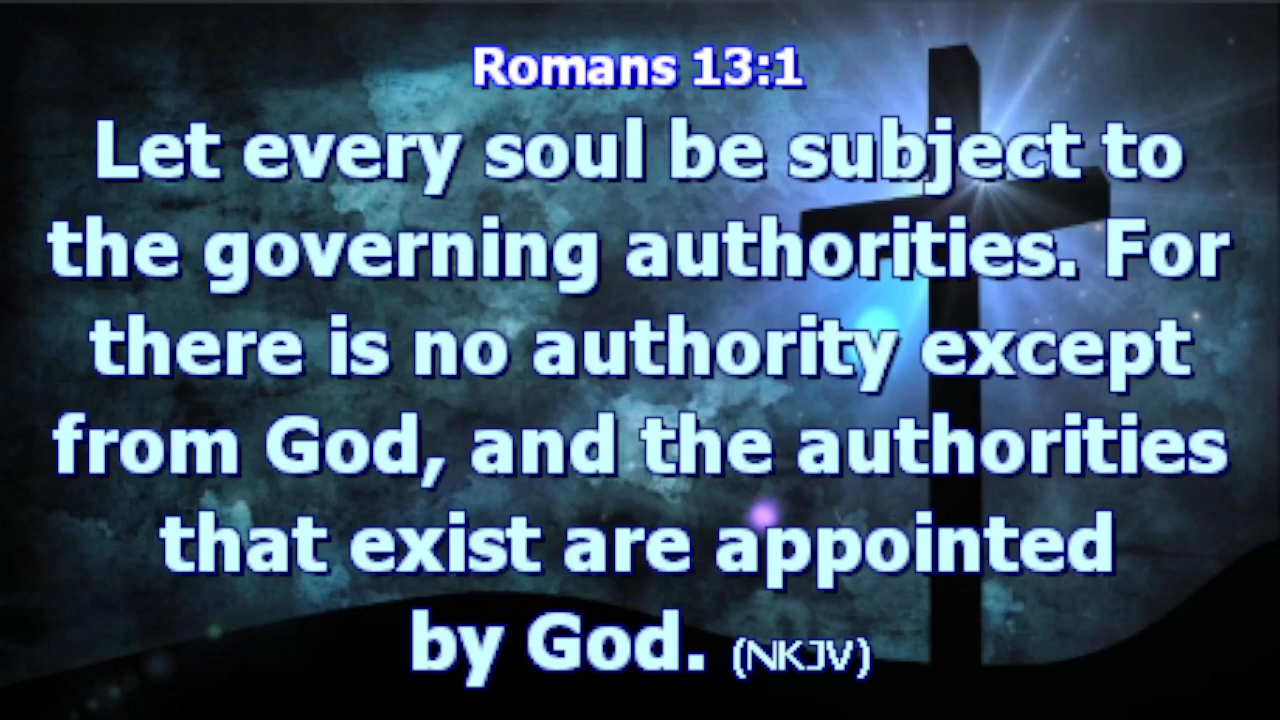 Romans 13:1
Let every soul be subject to
the governing authorities. For
there is no authority except
from God, and the authorities
that exist are appointed
by God. (NKJV)